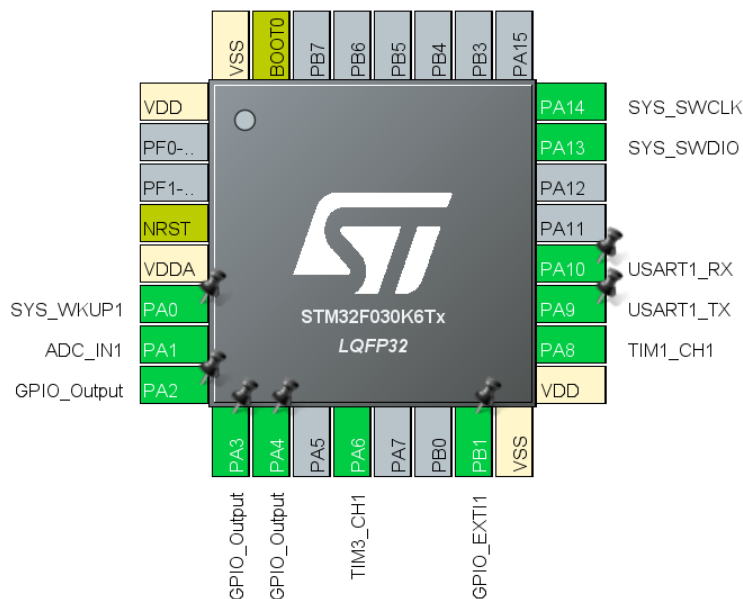 VSS
BOOT0
PB7
PB6
PB5
PB4
PB3
PA15
VDD
PF0-..
PF1-..
NRST
VDDA
SYS_WKUP1 PA0
ADC_IN1 PA1
GPIO_Output PA2
PA14 SYS_SWCLK
PA13 SYS_SWDIO
PA12
PA11
PA10 USART1_RX
PA9 USART1_TX
PA8 TIM1_CH1
VDD
ST
STM32F030K6Tx
LQFP32
PA3 GPIO_Output
PA4 GPIO_Output
PA5
PA6 TIM3_CH1
PA7
PB0
PB1 GPIO_EXTI1
VSS